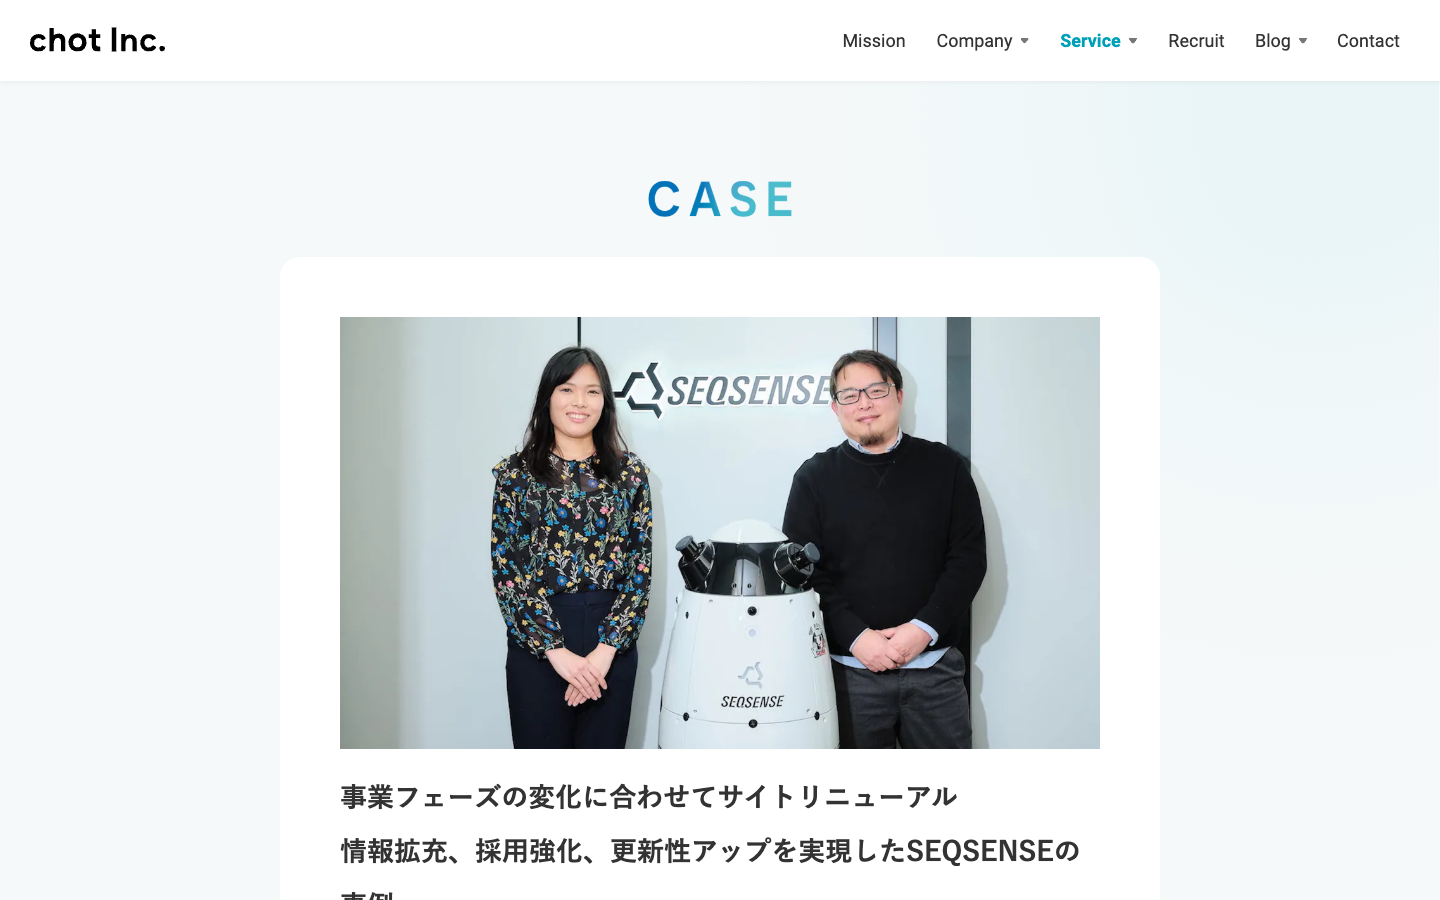 chot Inc.
Mission
Company
Service
Recruit
Blog
Contact
CASE
SEQSENSE
SEQSENSE
事業フェーズの変化に合わせてサイトリニューアル
情報拡充、採用強化、更新性アップを実現したSEQSENSEの
事例